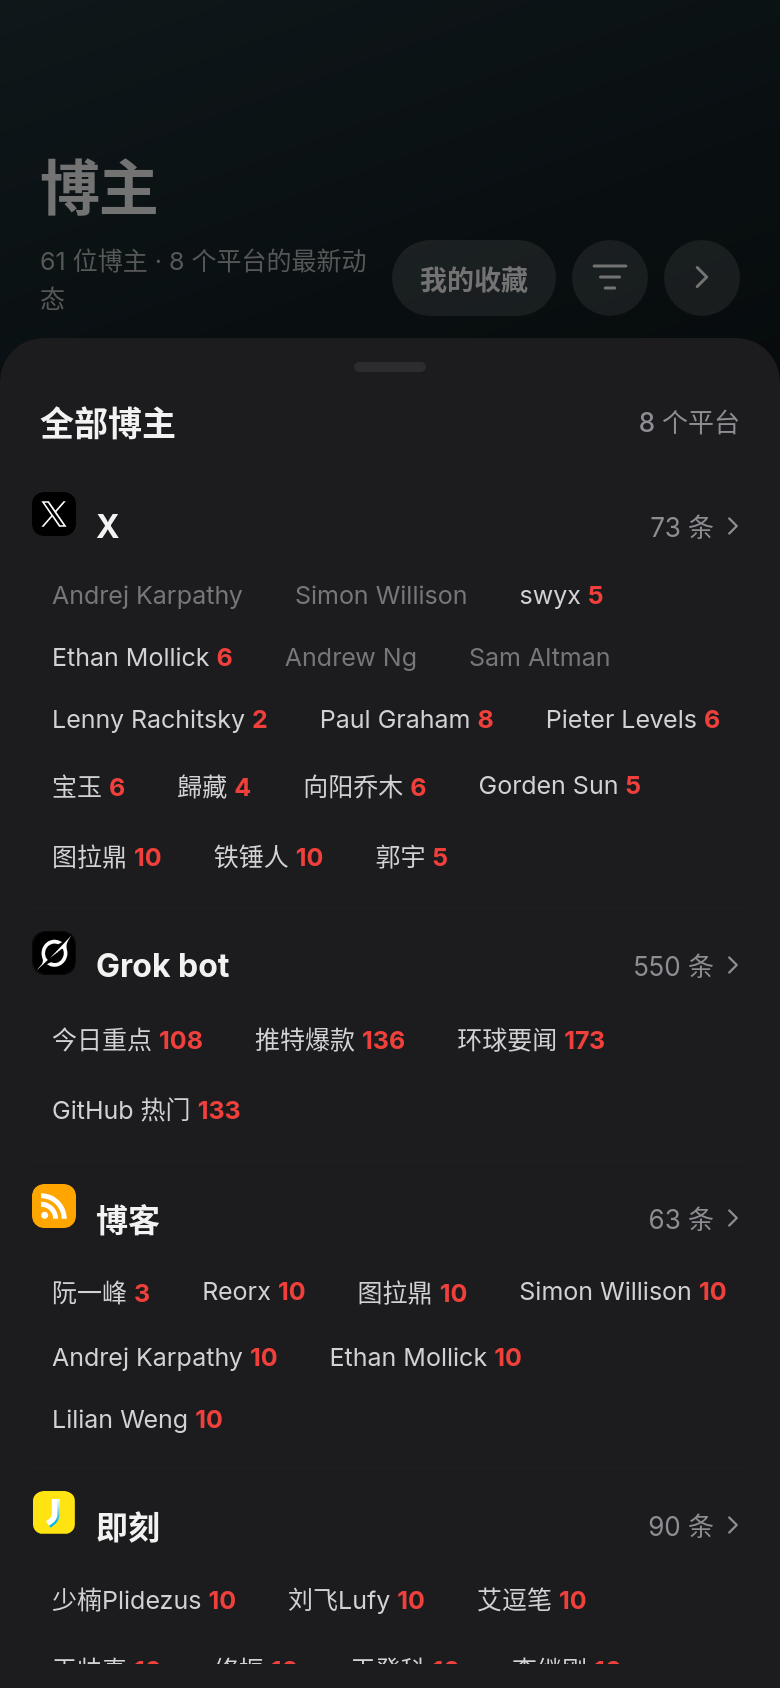 博主
61 位博主 · 8 个平台的最新动
态
我的收藏
全部博主 8 个平台
X 73 条
Andrej Karpathy Simon Willison swyx 5
Ethan Mollick 6 Andrew Ng Sam Altman
Lenny Rachitsky 2 Paul Graham 8 Pieter Levels 6
宝玉 6 歸藏 4 向阳乔木 6 Gorden Sun 5
图拉鼎 10 铁锤人 10 郭宇 5
Grok bot 550 条
今日重点 108 推特爆款 136 环球要闻 173
GitHub 热门 133
博客 63 条
阮一峰 3 Reorx 10 图拉鼎 10 Simon Willison 10
Andrej Karpathy 10 Ethan Mollick 10
Lilian Weng 10
即刻 90 条
少楠Plidezus 10 刘飞Lufy 10 艾逗笔 10